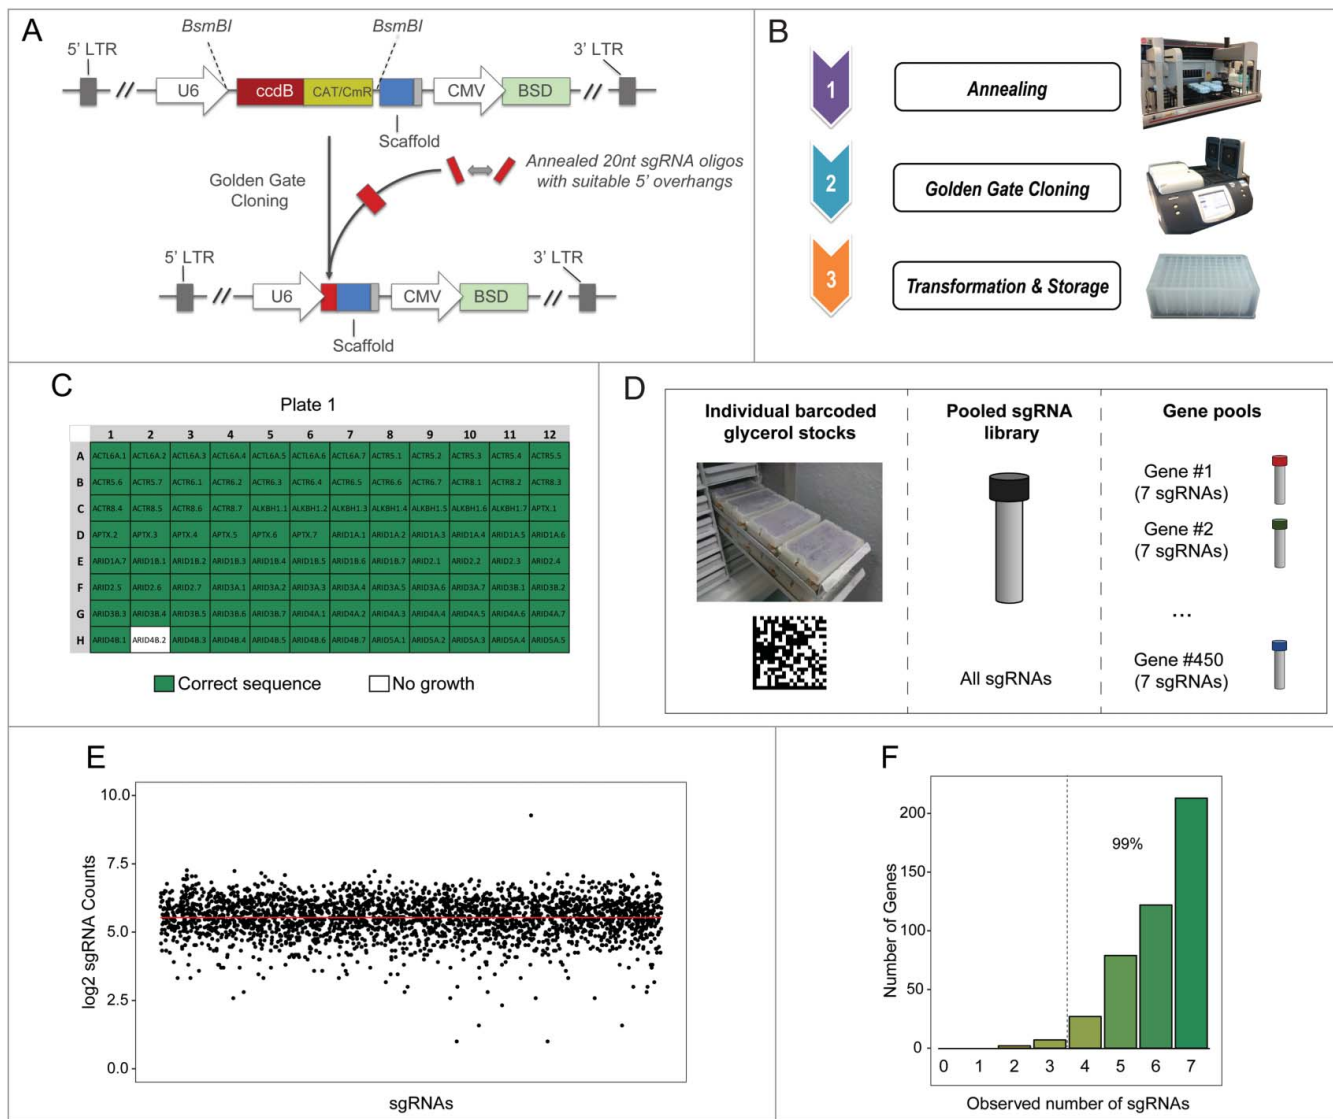 A
BsmBI
BsmBI
5' LTR
3' LTR
//
U6
ccdB
CAT/CmR
CMV
BSD
//
Scaffold
Golden Gate
Cloning
Annealed 20nt sgRNA oligos
with suitable 5' overhangs
5' LTR
3' LTR
//
U6
CMV
BSD
//
Scaffold
B
1
Annealing
2
Golden Gate Cloning
3
Transformation & Storage
C
Plate 1
1 2 3 4 5 6 7 8 9 10 11 12
A ACTL6A.1 ACTL6A.2 ACTL6A.3 ACTL6A.4 ACTL6A.5 ACTL6A.6 ACTL6A.7 ACTR5.1 ACTR5.2 ACTR5.3 ACTR5.4 ACTR5.5
B ACTR5.6 ACTR5.7 ACTR6.1 ACTR6.2 ACTR6.3 ACTR6.4 ACTR6.5 ACTR6.6 ACTR6.7 ACTR8.1 ACTR8.2 ACTR8.3
C ACTR8.4 ACTR8.5 ACTR8.6 ACTR8.7 ALKBH1.1 ALKBH1.2 ALKBH1.3 ALKBH1.4 ALKBH1.5 ALKBH1.6 ALKBH1.7 APTX.1
D APTX.2 APTX.3 APTX.4 APTX.5 APTX.6 APTX.7 ARID1A.1 ARID1A.2 ARID1A.3 ARID1A.4 ARID1A.5 ARID1A.6
E ARID1A.7 ARID1B.1 ARID1B.2 ARID1B.3 ARID1B.4 ARID1B.5 ARID1B.6 ARID1B.7 ARID2.1 ARID2.2 ARID2.3 ARID2.4
F ARID2.5 ARID2.6 ARID2.7 ARID3A.1 ARID3A.2 ARID3A.3 ARID3A.4 ARID3A.5 ARID3A.6 ARID3A.7 ARID3B.1 ARID3B.2
G ARID3B.3 ARID3B.4 ARID3B.5 ARID3B.6 ARID3B.7 ARID4A.1 ARID4A.2 ARID4A.3 ARID4A.4 ARID4A.5 ARID4A.6 ARID4A.7
H ARID4B.1 ARID4B.2 ARID4B.3 ARID4B.4 ARID4B.5 ARID4B.6 ARID4B.7 ARID5A.1 ARID5A.2 ARID5A.3 ARID5A.4 ARID5A.5
Correct sequence
No growth
D
Individual barcoded
glycerol stocks
Pooled sgRNA
library
All sgRNAs
Gene pools
Gene #1
(7 sgRNAs)
Gene #2
(7 sgRNAs)
...
Gene #450
(7 sgRNAs)
E
log2 sgRNA Counts
10.0
7.5
5.0
2.5
0.0
sgRNAs
F
Number of Genes
200
150
100
50
0
99%
0 1 2 3 4 5 6 7
Observed number of sgRNAs